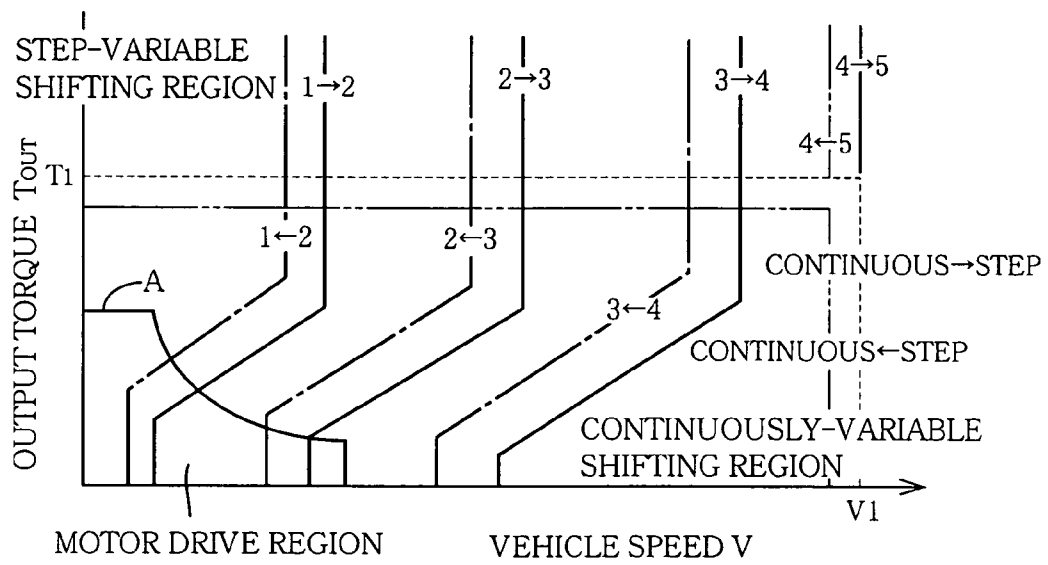 STEP-VARIABLE
SHIFTING REGION
1→2
2→3
3→4
4→5
4←5
T1
OUTPUT TORQUE TOUT
1←2
2←3
3←4
CONTINUOUS→STEP
A
CONTINUOUS←STEP
CONTINUOUSLY-VARIABLE
SHIFTING REGION
V1
MOTOR DRIVE REGION
VEHICLE SPEED V